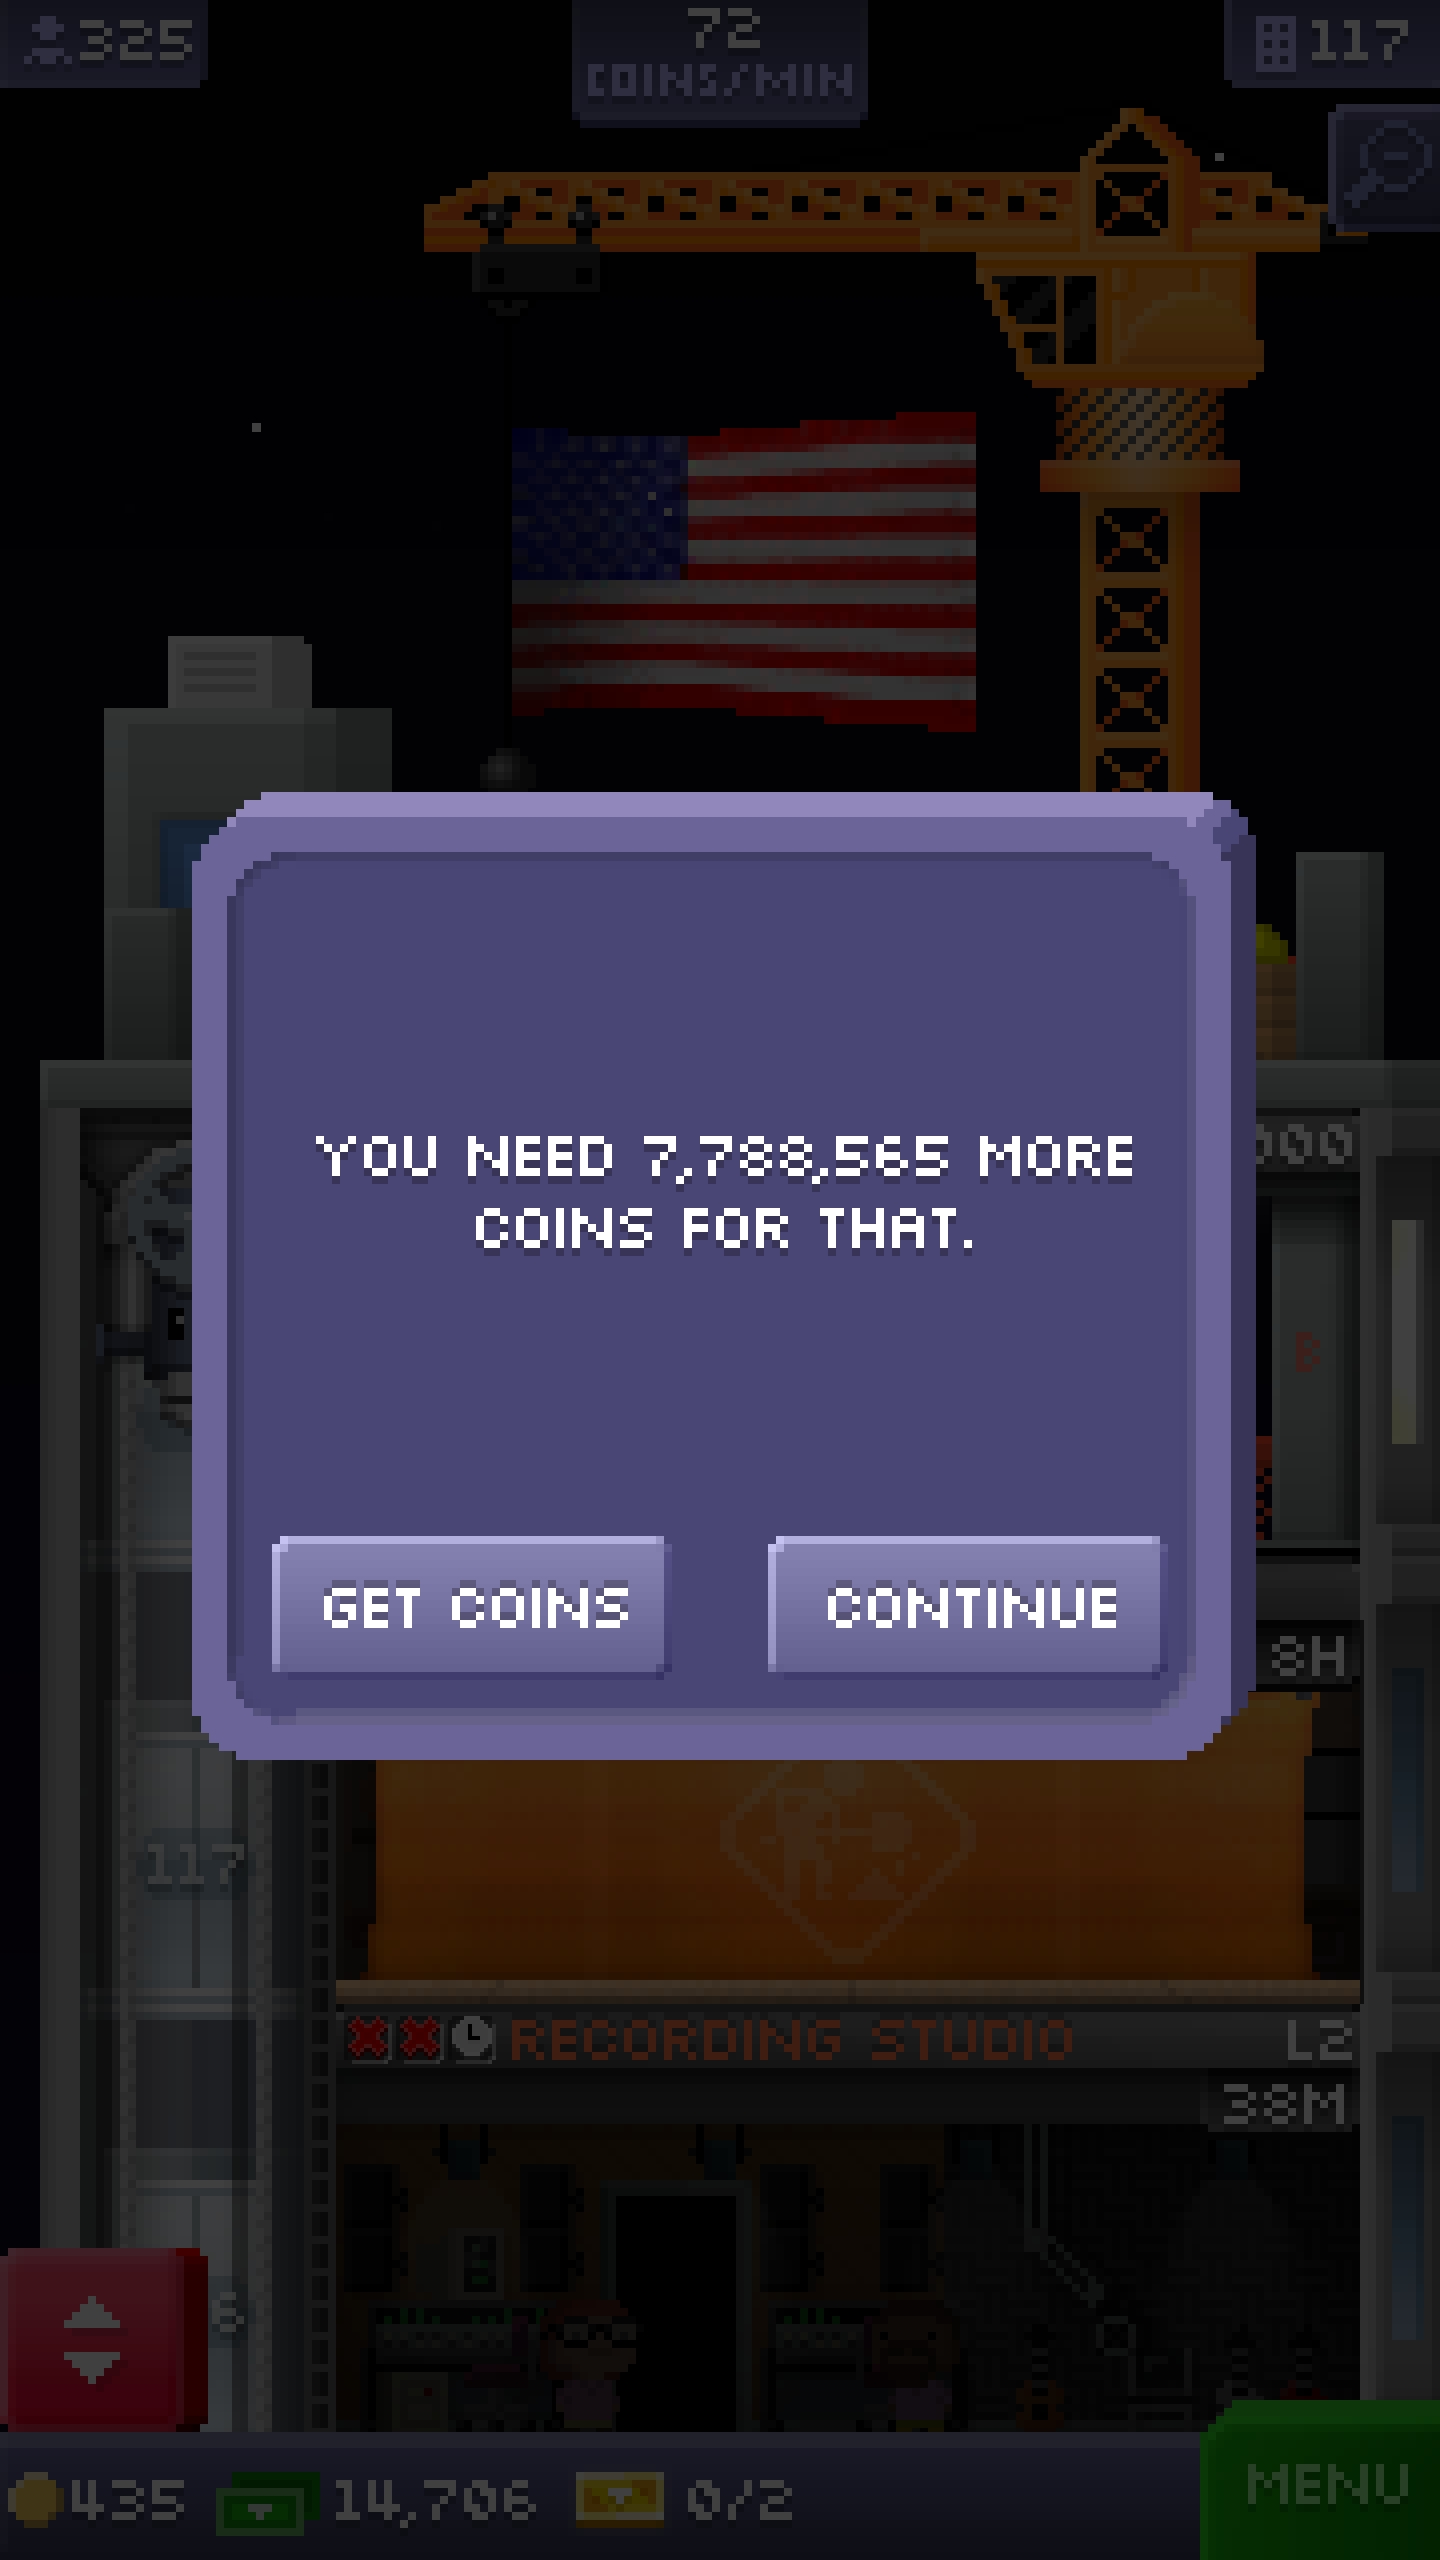 325
72
COINS/MIN
117
000
YOU NEED 7,788,565 MORE
COINS FOR THAT.
B
GET COINS
CONTINUE
8H
117
RECORDING STUDIO
L2
38M
6
435
14,706
0/2
MENU